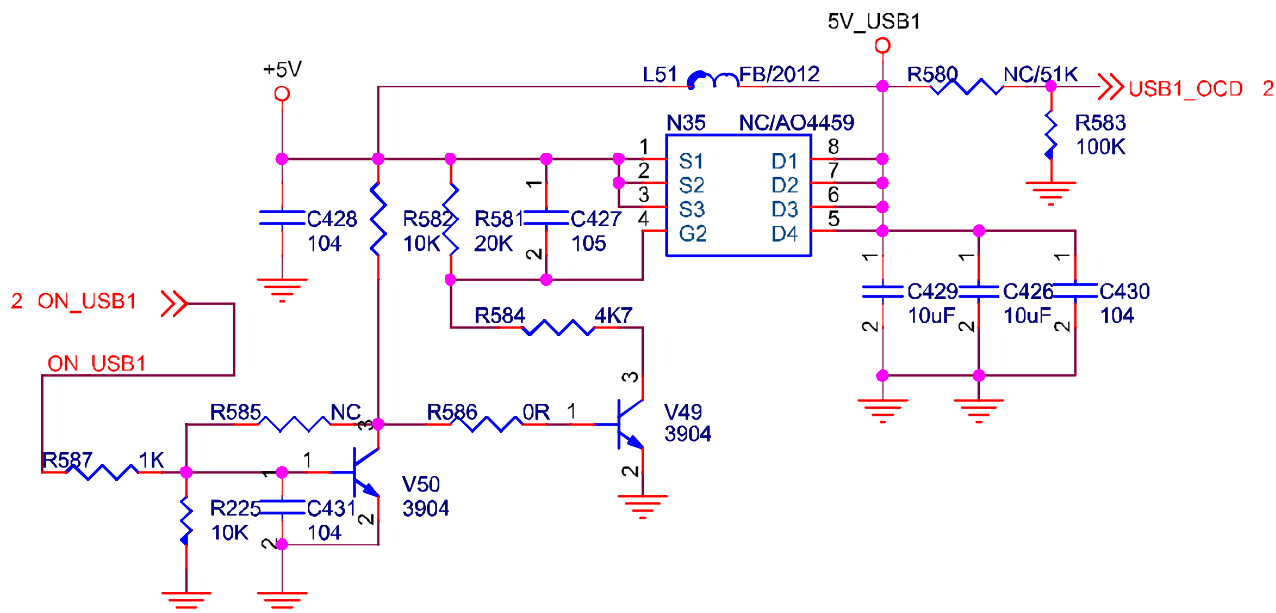 5V_USB1
+5V
L51 FB/2012
R580 NC/51K
USB1_OCD 2
N35 NC/AO4459
R583
100K
1 S1 D1 8
2 S2 D2 7
3 S3 D3 6
4 G2 D4 5
C428
104
R582
10K
R581
20K
1
C427
105
2
2 ON_USB1
ON_USB1
R584 4K7
1
C429
10uF
2
1
C426
10uF
2
1
C430
104
2
R585 NC
3
R586 0R
1
3
V49
3904
2
R587 1K
1
1
V50
3904
2
R225
10K
C431
104
2